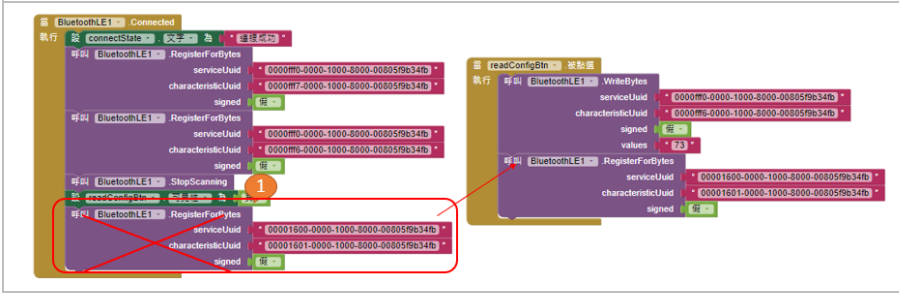 當 BluetoothLE1 .Connected
執行 設 connectState . 文字 為 " 連線成功 "
呼叫 BluetoothLE1 .RegisterForBytes
serviceUuid " 0000fff0-0000-1000-8000-00805f9b34fb "
characteristicUuid " 0000fff7-0000-1000-8000-00805f9b34fb "
signed 假
呼叫 BluetoothLE1 .RegisterForBytes
serviceUuid " 0000fff0-0000-1000-8000-00805f9b34fb "
characteristicUuid " 0000fff6-0000-1000-8000-00805f9b34fb "
signed 假
呼叫 BluetoothLE1 .StopScanning
1
設 readConfigBtn . 可見性 為
呼叫 BluetoothLE1 .RegisterForBytes
serviceUuid " 00001600-0000-1000-8000-00805f9b34fb "
characteristicUuid " 00001601-0000-1000-8000-00805f9b34fb "
signed 假
當 readConfigBtn .被點選
執行 呼叫 BluetoothLE1 .WriteBytes
serviceUuid " 0000fff0-0000-1000-8000-00805f9b34fb "
characteristicUuid " 0000fff6-0000-1000-8000-00805f9b34fb "
signed 假
values " 73 "
呼叫 BluetoothLE1 .RegisterForBytes
serviceUuid " 00001600-0000-1000-8000-00805f9b34fb "
characteristicUuid " 00001601-0000-1000-8000-00805f9b34fb "
signed 假